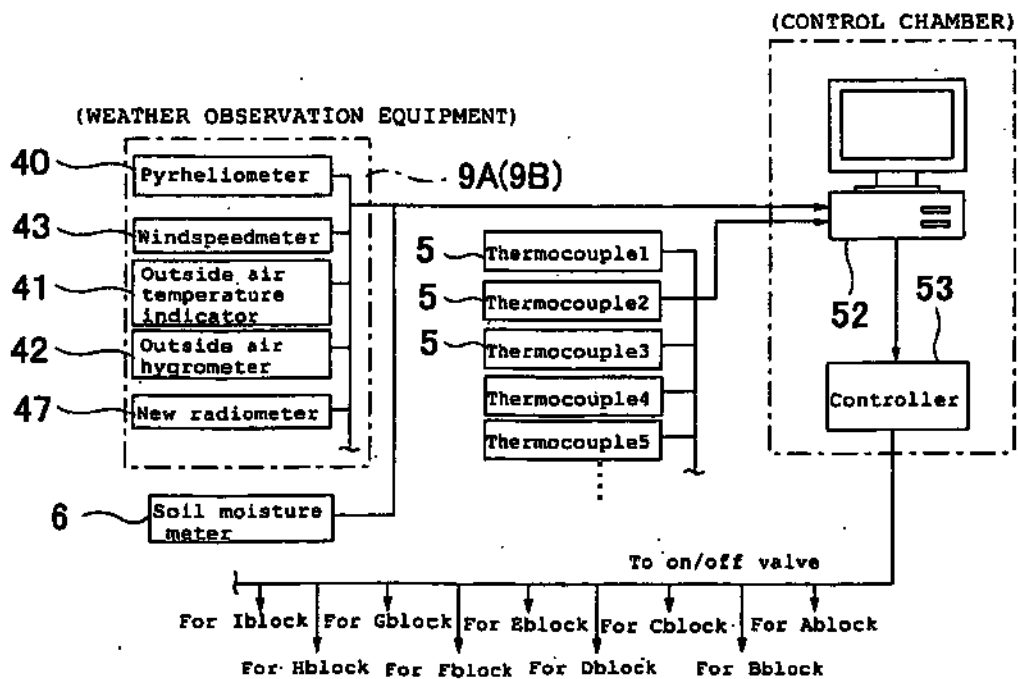 (CONTROL CHAMBER)
(WEATHER OBSERVATION EQUIPMENT)
40
Pyrheliometer
9A(9B)
43
Windspeedmeter
41
Outside air
temperature
indicator
42
Outside air
hygrometer
47
New radiometer
6
Soil moisture
meter
5
Thermocouple1
5
Thermocouple2
5
Thermocouple3
Thermocouple4
Thermocouple5
52
53
Controller
To on/off valve
For Iblock
For Gblock
For Eblock
For Cblock
For Ablock
For Hblock
For Fblock
For Dblock
For Bblock